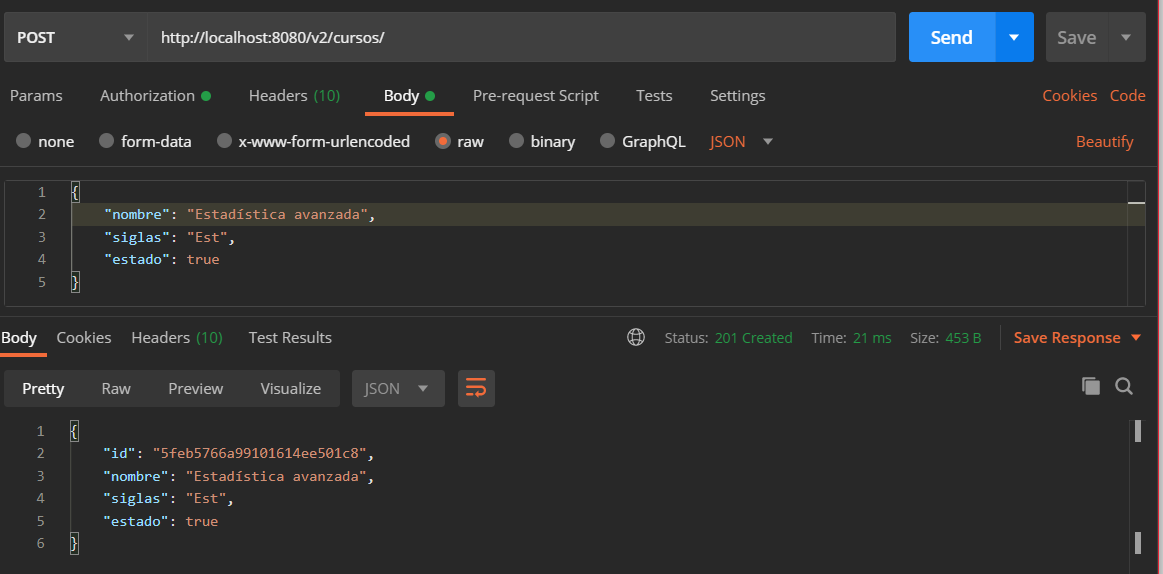 POST http://localhost:8080/v2/cursos/ Send Save
Params Authorization Headers (10) Body Pre-request Script Tests Settings Cookies Code
none form-data x-www-form-urlencoded raw binary GraphQL JSON Beautify
1 {
2 "nombre": "Estadística avanzada",
3 "siglas": "Est",
4 "estado": true
5 }
Body Cookies Headers (10) Test Results Status: 201 Created Time: 21 ms Size: 453 B Save Response
Pretty Raw Preview Visualize JSON
1 {
2 "id": "5feb5766a99101614ee501c8",
3 "nombre": "Estadística avanzada",
4 "siglas": "Est",
5 "estado": true
6 }